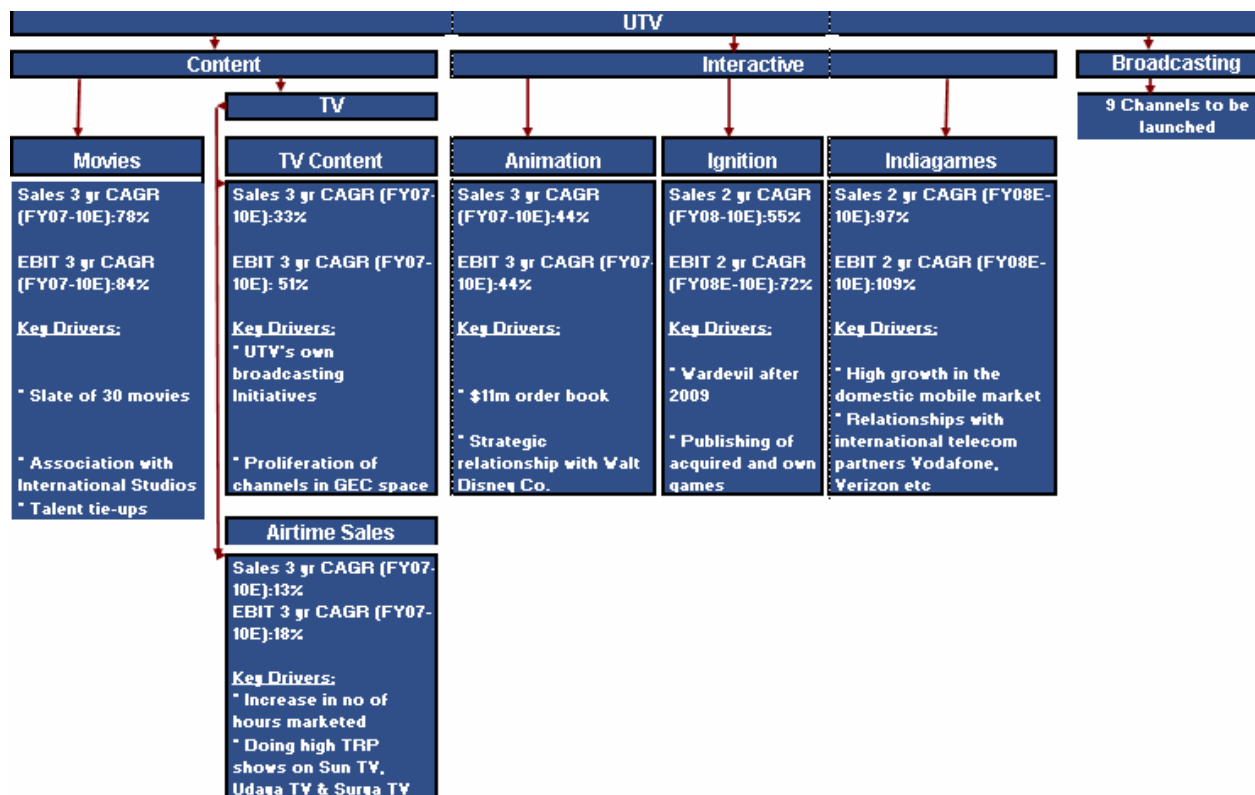 UTV
Content
Interactive
Broadcasting
TV
9 Channels to be
launched
Movies
Sales 3 yr CAGR
(FY07-10E):78%
EBIT 3 yr CAGR
(FY07-10E):84%
Key Drivers:
" Slate of 30 movies
" Association with
International Studios
" Talent tie-ups
TV Content
Sales 3 yr CAGR (FY07-
10E):33%
EBIT 3 yr CAGR (FY07-
10E): 51%
Key Drivers:
" UTV's own
broadcasting
Initiatives
" Proliferation of
channels in GEC space
Airtime Sales
Sales 3 yr CAGR (FY07-
10E):13%
EBIT 3 yr CAGR (FY07-
10E):18%
Key Drivers:
" Increase in no of
hours marketed
" Doing high TRP
shows on Sun TV,
Udaya TV & Surya TV
Animation
Sales 3 yr CAGR
(FY07-10E):44%
EBIT 3 yr CAGR (FY07-
10E):44%
Key Drivers:
" $11m order book
" Strategic
relationship with Walt
Disney Co.
Ignition
Sales 2 yr CAGR
(FY08-10E):55%
EBIT 2 yr CAGR
(FY08E-10E):72%
Key Drivers:
" Wardevil after
2009
" Publishing of
acquired and own
games
Indiagames
Sales 2 yr CAGR (FY08E-
10E):97%
EBIT 2 yr CAGR (FY08E-
10E):109%
Key Drivers:
" High growth in the
domestic mobile market
" Relationships with
international telecom
partners Vodafone,
Verizon etc